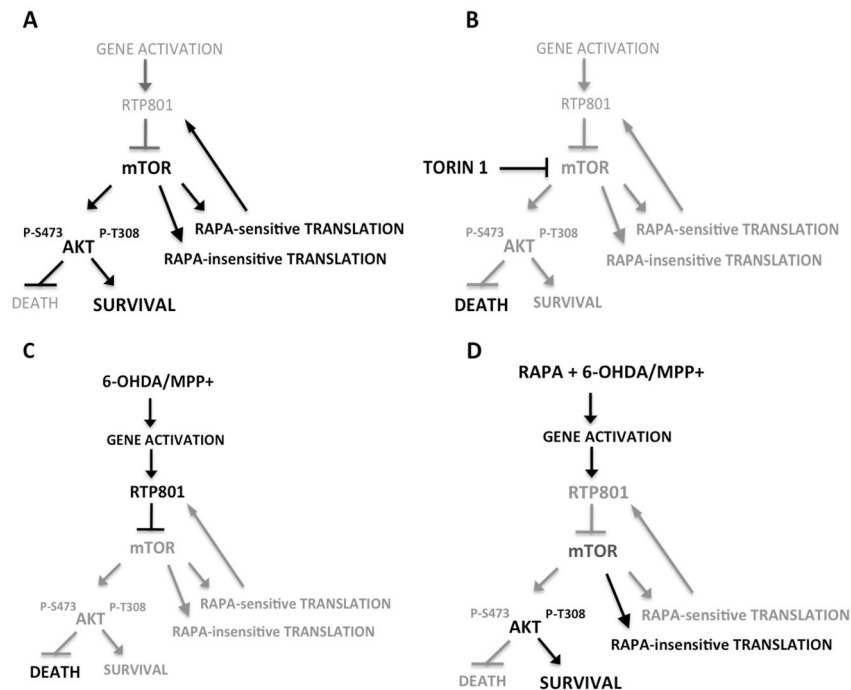 A
GENE ACTIVATION
RTP801
mTOR
P-S473 AKT P-T308
RAPA-sensitive TRANSLATION
RAPA-insensitive TRANSLATION
DEATH
SURVIVAL
B
GENE ACTIVATION
RTP801
TORIN 1
mTOR
P-S473 AKT P-T308
RAPA-sensitive TRANSLATION
RAPA-insensitive TRANSLATION
DEATH
SURVIVAL
C
6-OHDA/MPP+
GENE ACTIVATION
RTP801
mTOR
P-S473 AKT P-T308
RAPA-sensitive TRANSLATION
RAPA-insensitive TRANSLATION
DEATH
SURVIVAL
D
RAPA + 6-OHDA/MPP+
GENE ACTIVATION
RTP801
mTOR
P-S473 AKT P-T308
RAPA-sensitive TRANSLATION
RAPA-insensitive TRANSLATION
DEATH
SURVIVAL